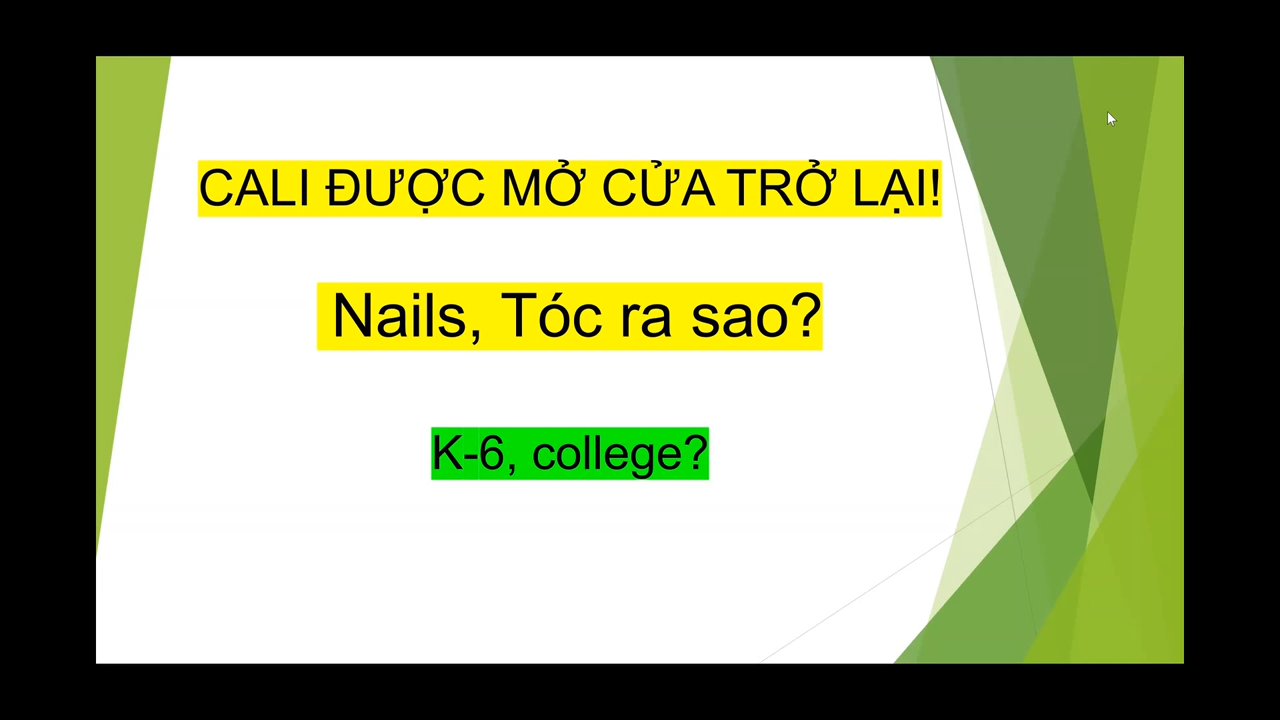 CALI ĐƯỢC MỞ CỬA TRỞ LẠI!
Nails, Tóc ra sao?
K-6, college?